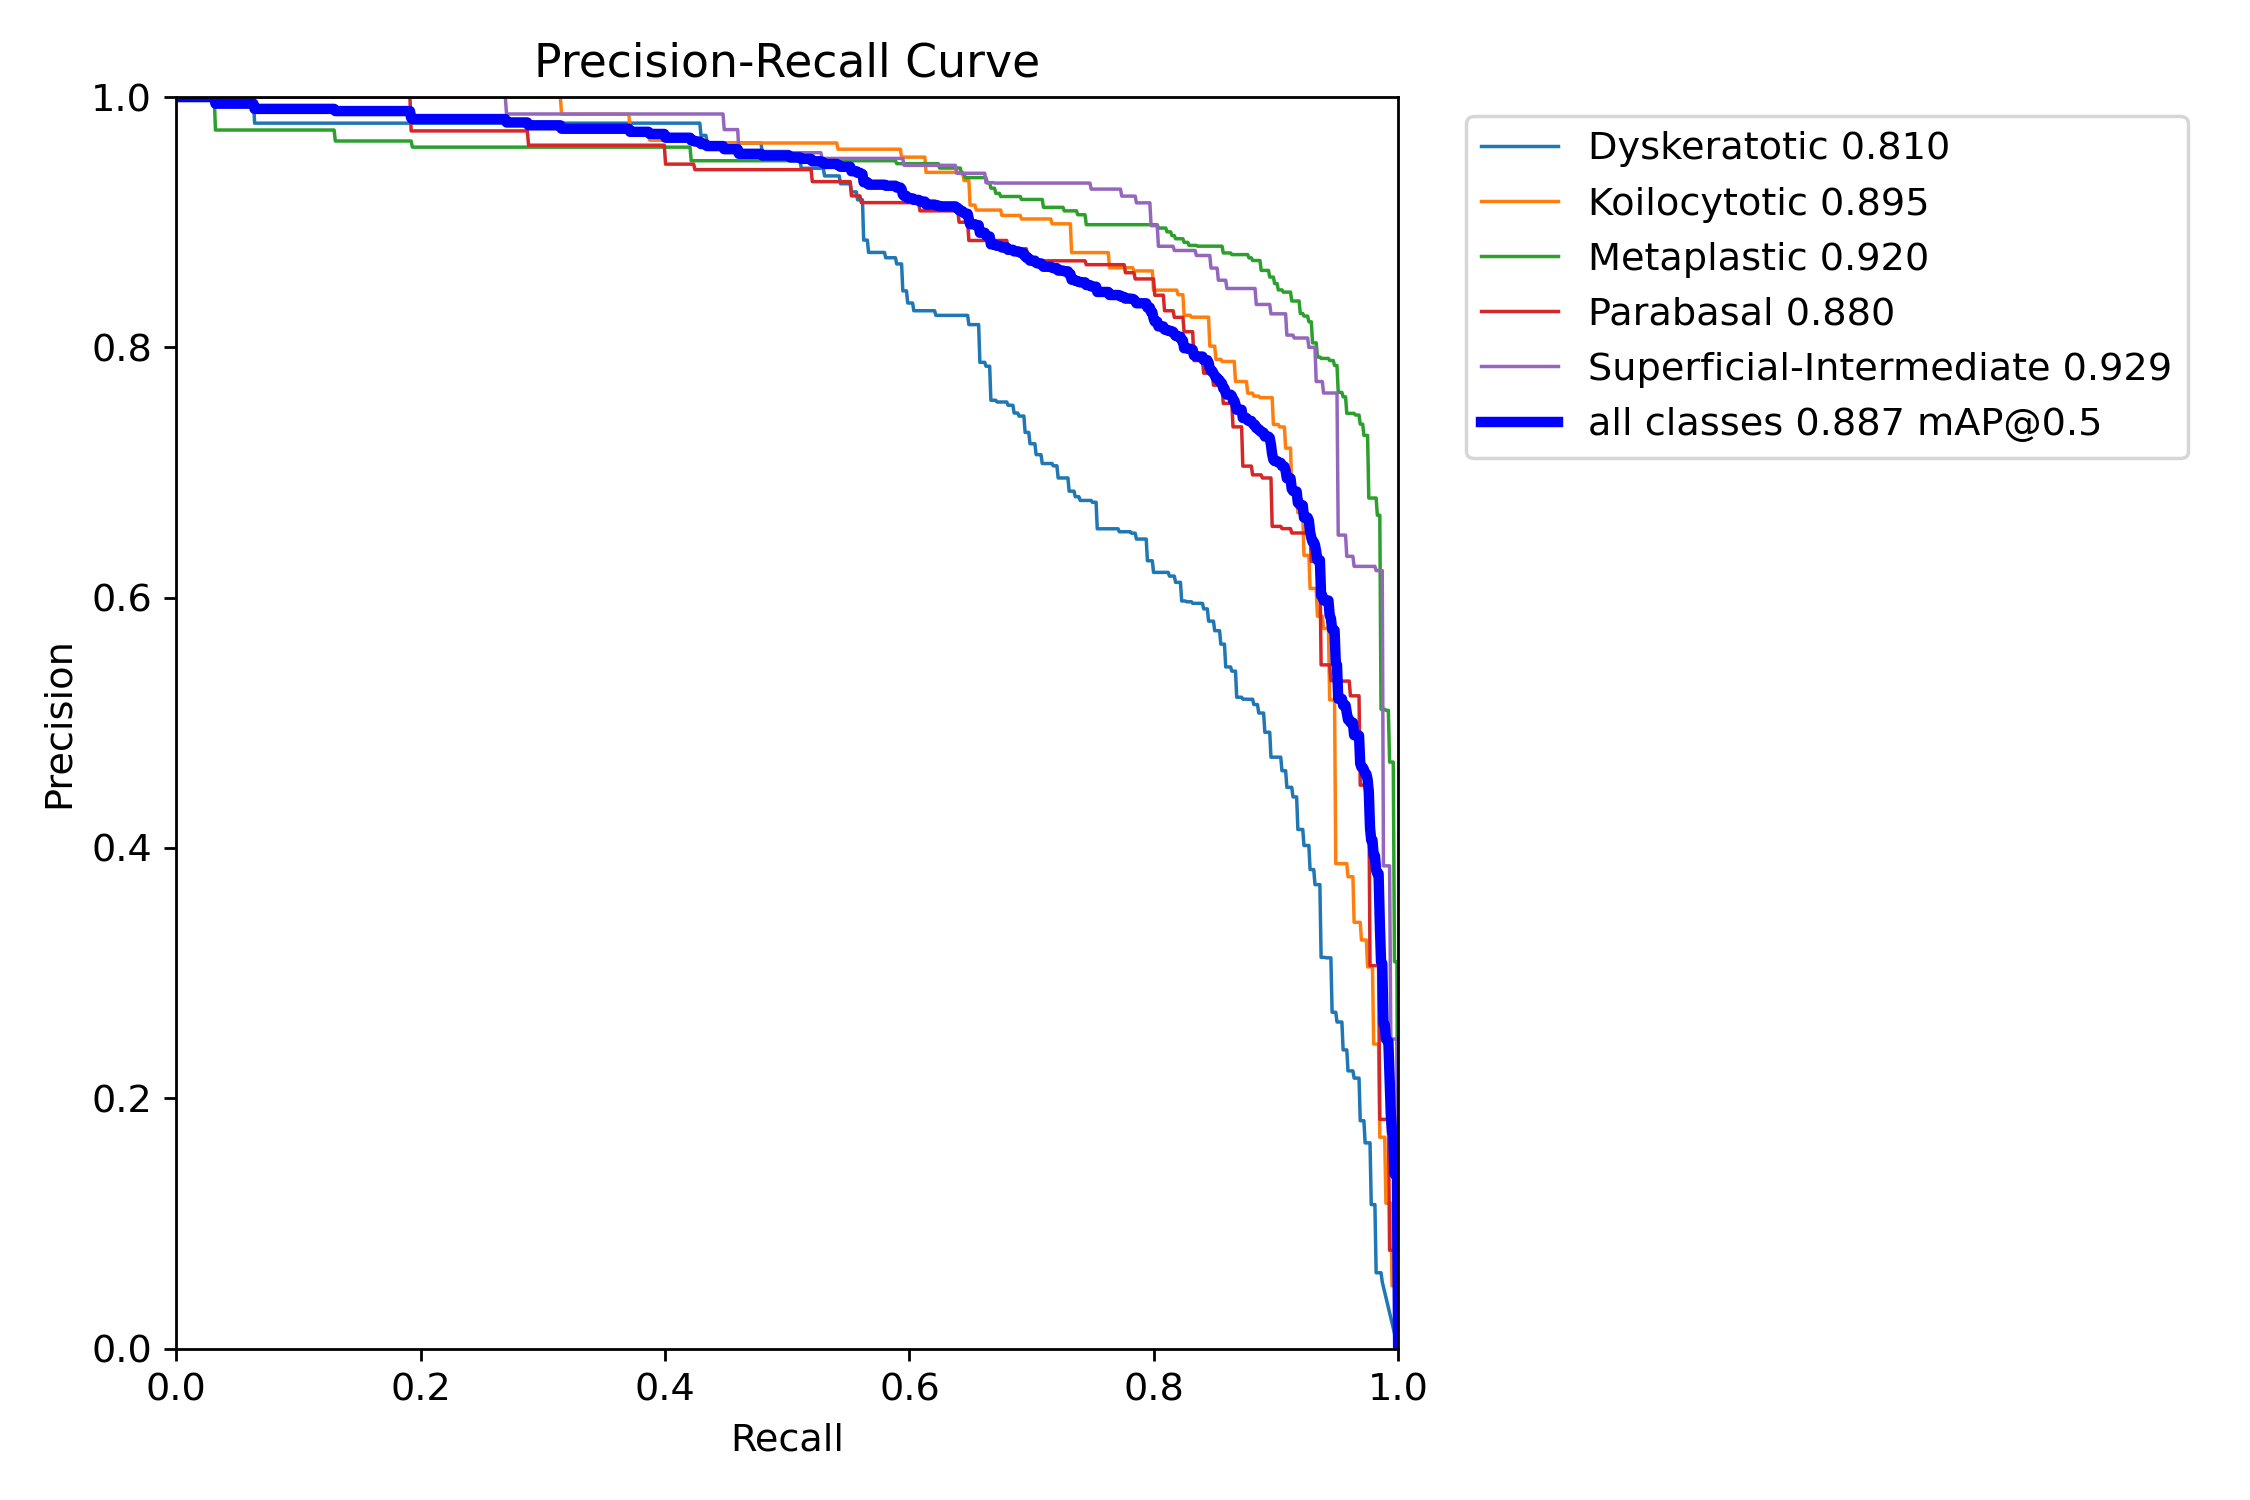 Precision-Recall Curve
1.0
0.8
0.6
0.4
0.2
0.0
Precision
0.0 0.2 0.4 0.6 0.8 1.0
Recall
Dyskeratotic 0.810
Koilocytotic 0.895
Metaplastic 0.920
Parabasal 0.880
Superficial-Intermediate 0.929
all classes 0.887 mAP@0.5